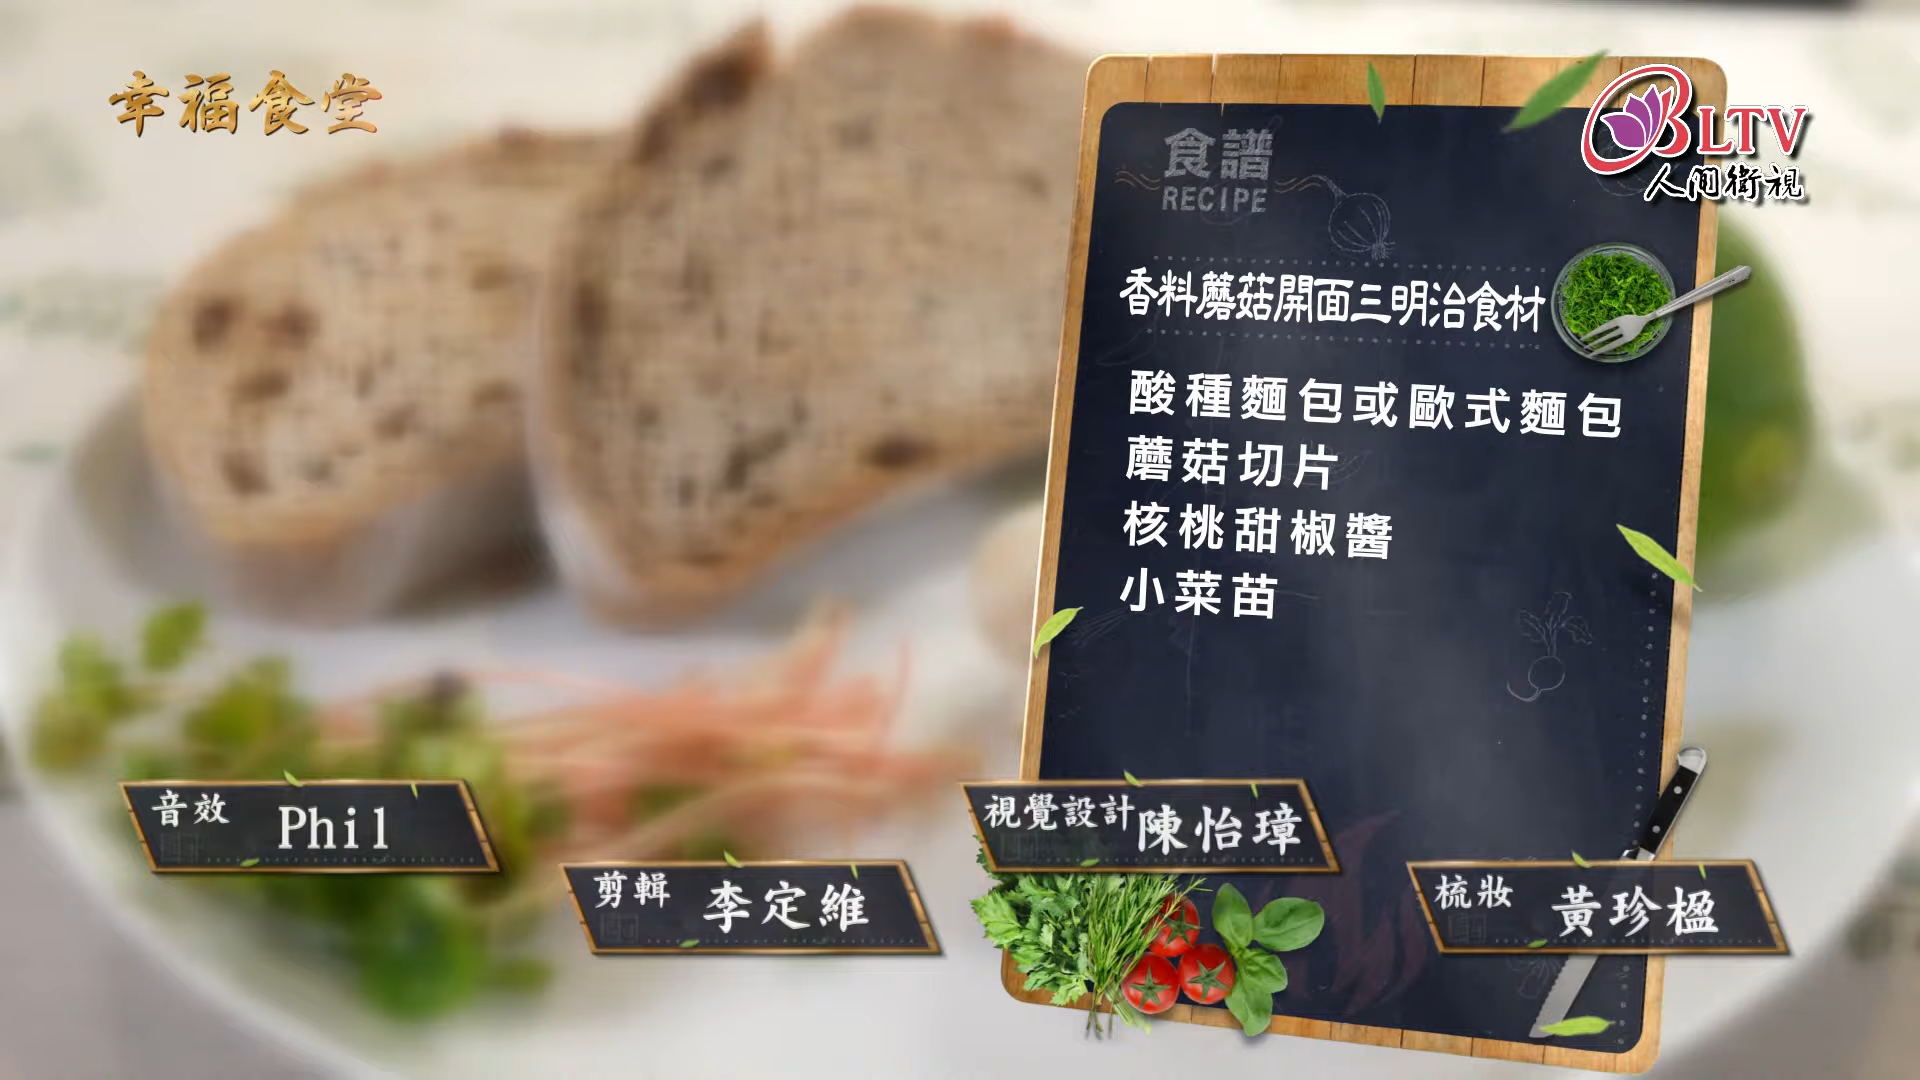 幸福食堂
BLTV
人間衛視
食譜
RECIPE
香料蘑菇開面三明治食材
酸種麵包或歐式麵包
蘑菇切片
核桃甜椒醬
小菜苗
音效 Phil
剪輯 李定維
視覺設計 陳怡璋
梳妝 黃珍楹